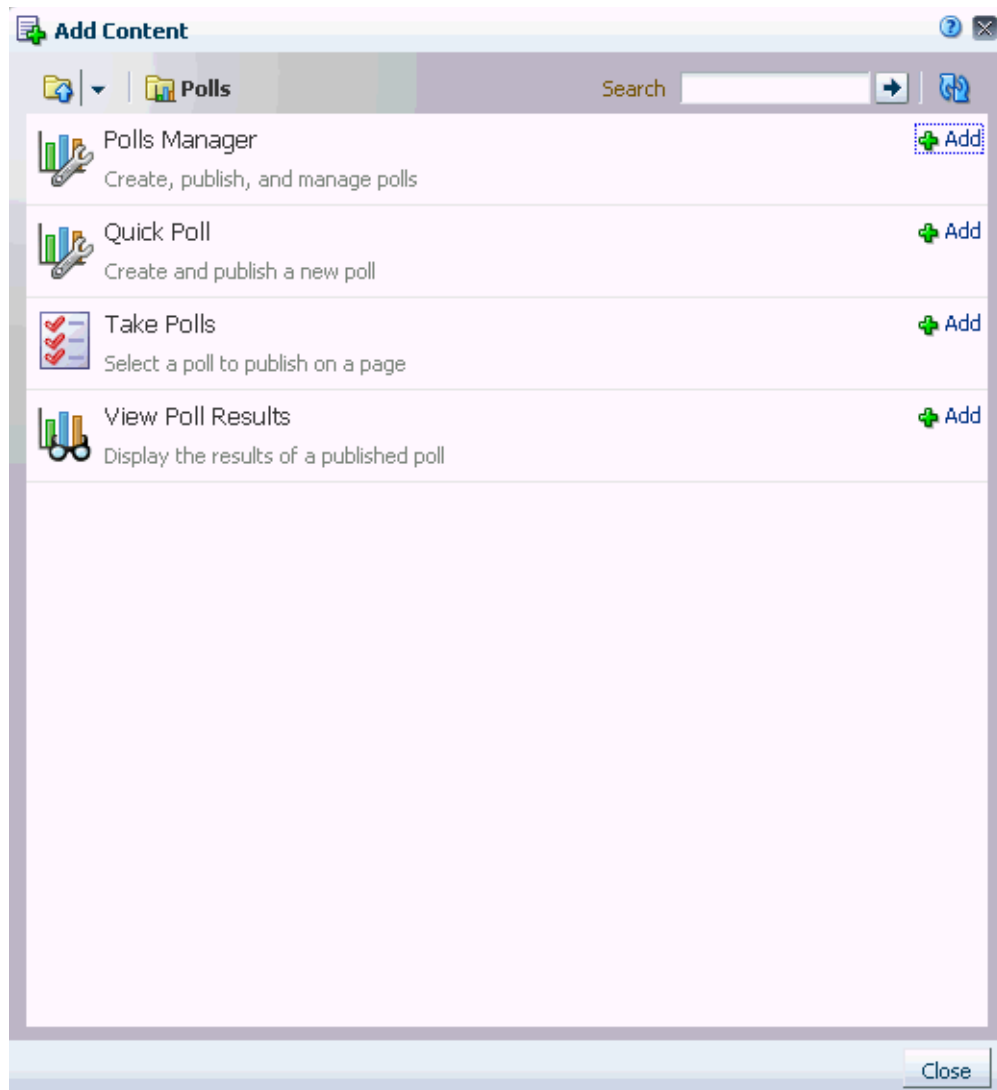 Add Content
Polls Search
Polls Manager Add
Create, publish, and manage polls
Quick Poll Add
Create and publish a new poll
Take Polls Add
Select a poll to publish on a page
View Poll Results Add
Display the results of a published poll
Close